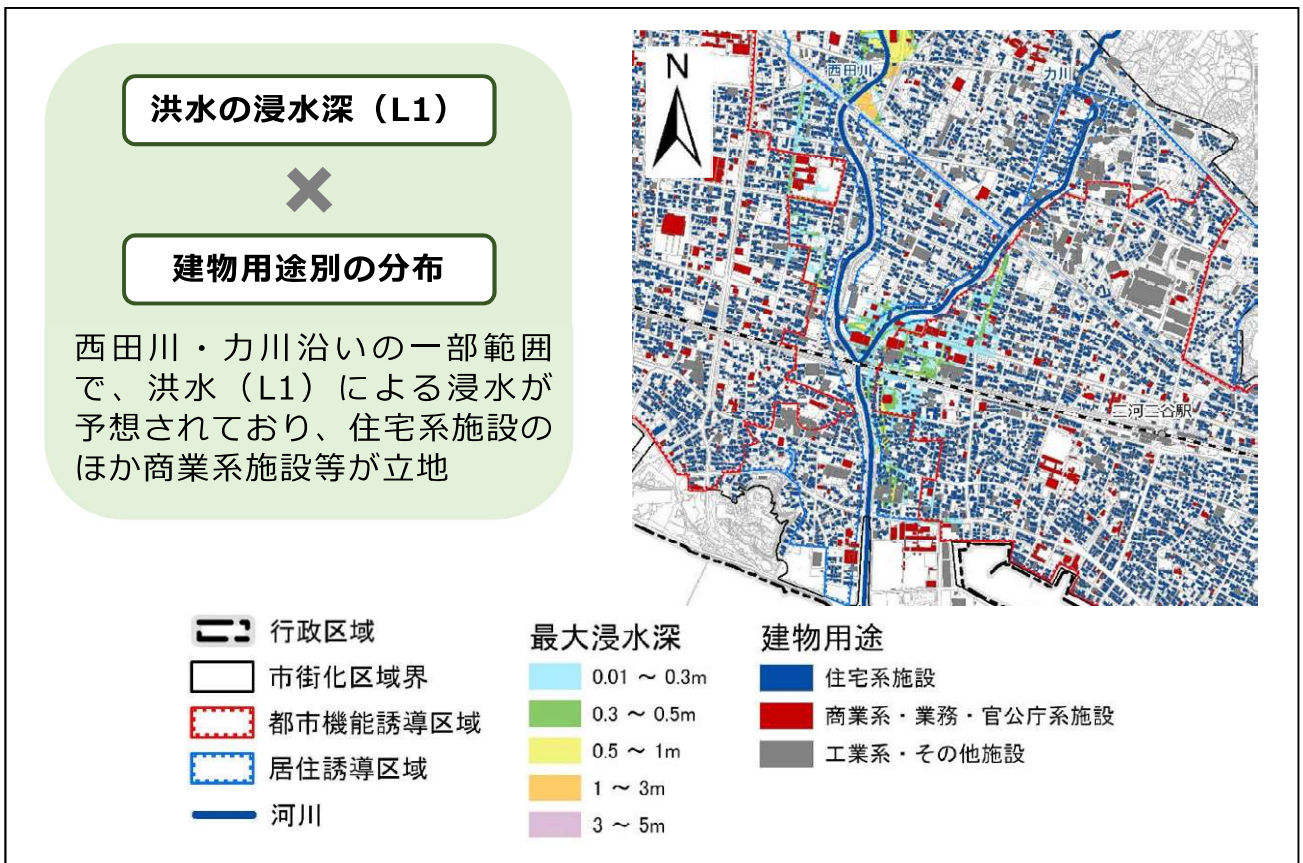 洪水の浸水深（L1）
建物用途別の分布
西田川・力川沿いの一部範囲
で、洪水（L1）による浸水が
予想されており、住宅系施設の
ほか商業系施設等が立地
N
西田川
力川
三河三谷駅
行政区域
市街化区域界
都市機能誘導区域
居住誘導区域
河川
最大浸水深
0.01 ～ 0.3m
0.3 ～ 0.5m
0.5 ～ 1m
1 ～ 3m
3 ～ 5m
建物用途
住宅系施設
商業系・業務・官公庁系施設
工業系・その他施設